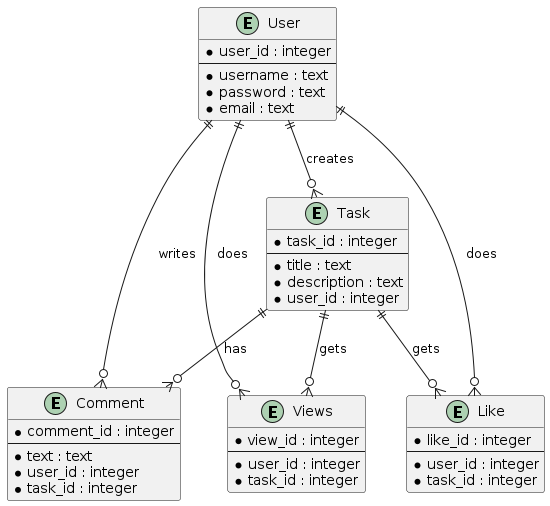 E User
user_id : integer
username : text
password : text
email : text
creates
E Task
task_id : integer
title : text
description : text
user_id : integer
writes
does
does
has
gets
gets
E Comment
comment_id : integer
text : text
user_id : integer
task_id : integer
E Views
view_id : integer
user_id : integer
task_id : integer
E Like
like_id : integer
user_id : integer
task_id : integer